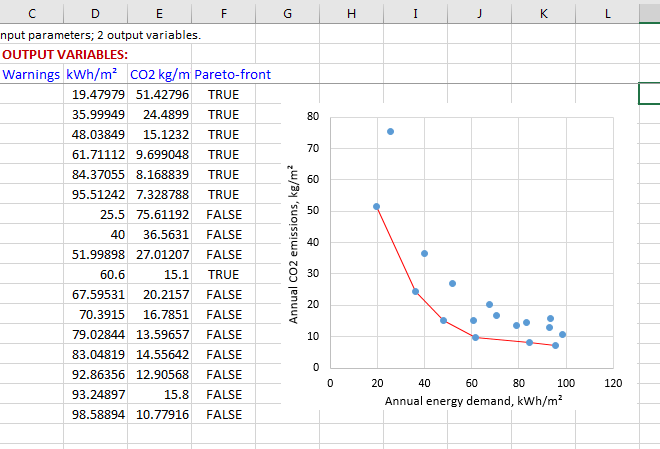 C D E F G H I J K L
nput parameters; 2 output variables.
OUTPUT VARIABLES:
Warnings kWh/m² CO2 kg/m Pareto-front
19.47979 51.42796 TRUE
35.99949 24.4899 TRUE
48.03849 15.1232 TRUE
61.71112 9.699048 TRUE
84.37055 8.168839 TRUE
95.51242 7.328788 TRUE
25.5 75.61192 FALSE
40 36.5631 FALSE
51.99898 27.01207 FALSE
60.6 15.1 TRUE
67.59531 20.2157 FALSE
70.3915 16.7851 FALSE
79.02844 13.59657 FALSE
83.04819 14.55642 FALSE
92.86356 12.90568 FALSE
93.24897 15.8 FALSE
98.58894 10.77916 FALSE
Annual CO2 emissions, kg/m²
80
70
60
50
40
30
20
10
0
0 20 40 60 80 100 120
Annual energy demand, kWh/m²